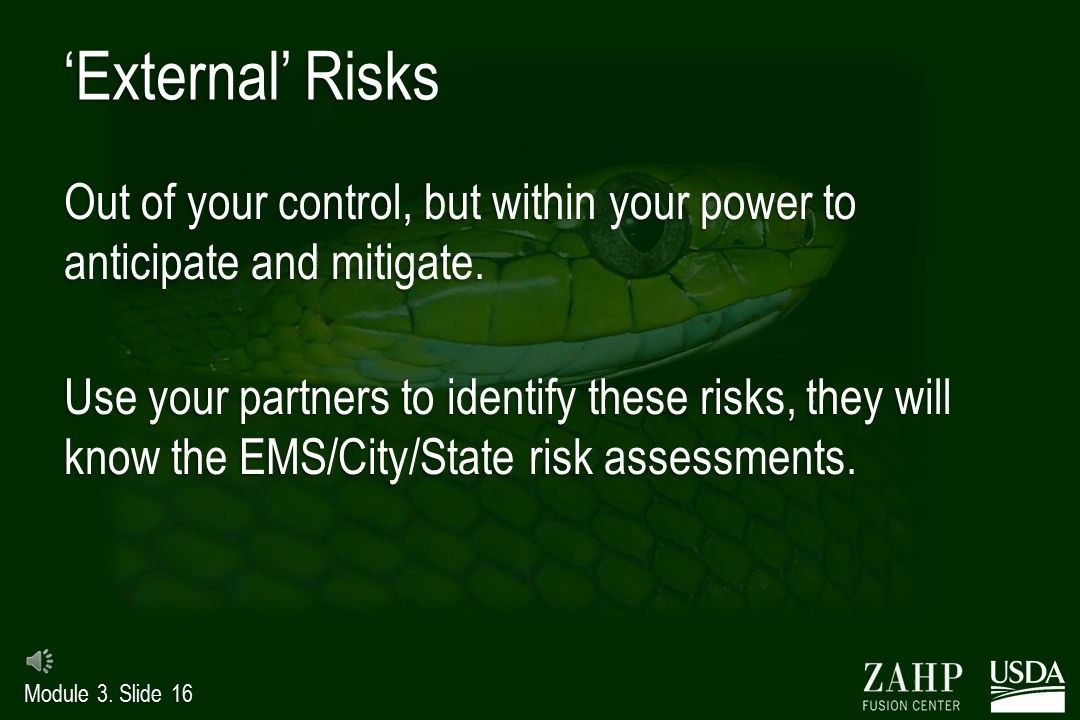 ‘External’ Risks
Out of your control, but within your power to
anticipate and mitigate.
Use your partners to identify these risks, they will
know the EMS/City/State risk assessments.
Module 3. Slide 16
ZAHP
FUSION CENTER
USDA